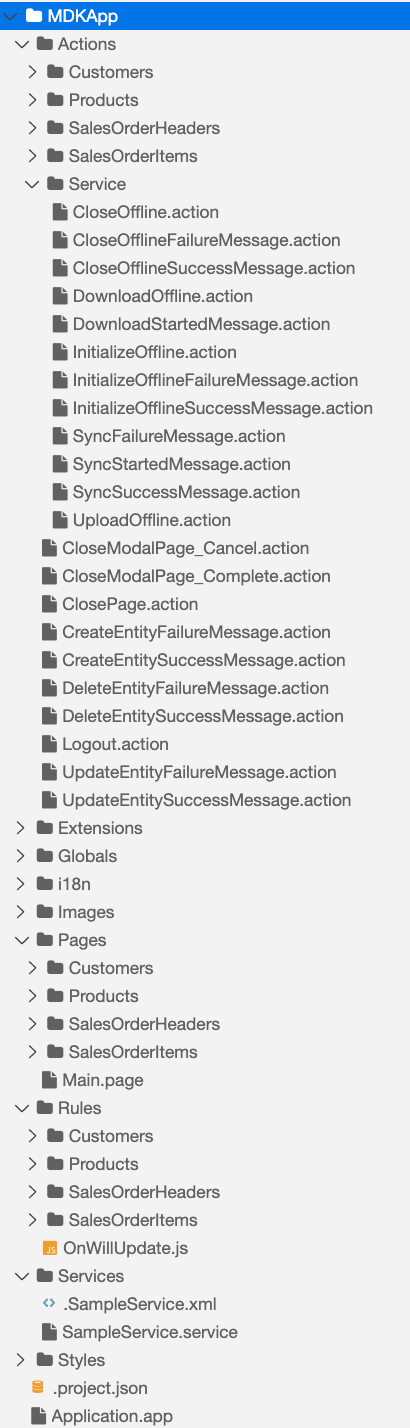 MDKApp
Actions
Customers
Products
SalesOrderHeaders
SalesOrderItems
Service
CloseOffline.action
CloseOfflineFailureMessage.action
CloseOfflineSuccessMessage.action
DownloadOffline.action
DownloadStartedMessage.action
InitializeOffline.action
InitializeOfflineFailureMessage.action
InitializeOfflineSuccessMessage.action
SyncFailureMessage.action
SyncStartedMessage.action
SyncSuccessMessage.action
UploadOffline.action
CloseModalPage_Cancel.action
CloseModalPage_Complete.action
ClosePage.action
CreateEntityFailureMessage.action
CreateEntitySuccessMessage.action
DeleteEntityFailureMessage.action
DeleteEntitySuccessMessage.action
Logout.action
UpdateEntityFailureMessage.action
UpdateEntitySuccessMessage.action
Extensions
Globals
i18n
Images
Pages
Customers
Products
SalesOrderHeaders
SalesOrderItems
Main.page
Rules
Customers
Products
SalesOrderHeaders
SalesOrderItems
JS OnWillUpdate.js
Services
.SampleService.xml
SampleService.service
Styles
.project.json
Application.app